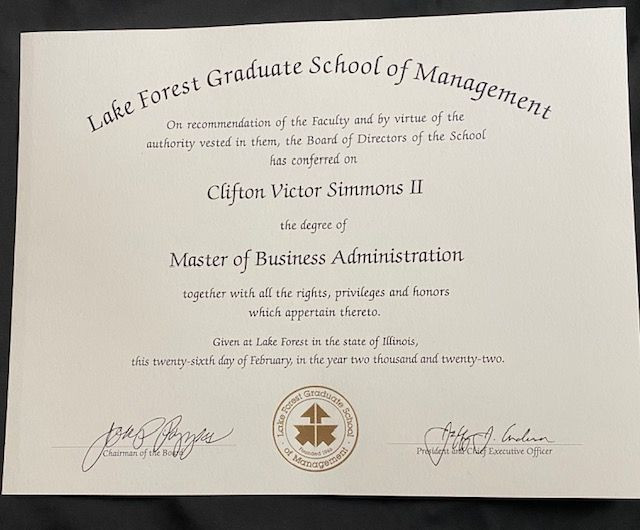 Lake Forest Graduate School of Management
On recommendation of the Faculty and by virtue of the
authority vested in them, the Board of Directors of the School
has conferred on
Clifton Victor Simmons II
the degree of
Master of Business Administration
together with all the rights, privileges and honors
which appertain thereto.
Given at Lake Forest in the state of Illinois,
this twenty-sixth day of February, in the year two thousand and twenty-two.
Lake Forest Graduate School
Founded 1946
of Management
Jeffrey J. Anderson
Chairman of the Board
President and Chief Executive Officer